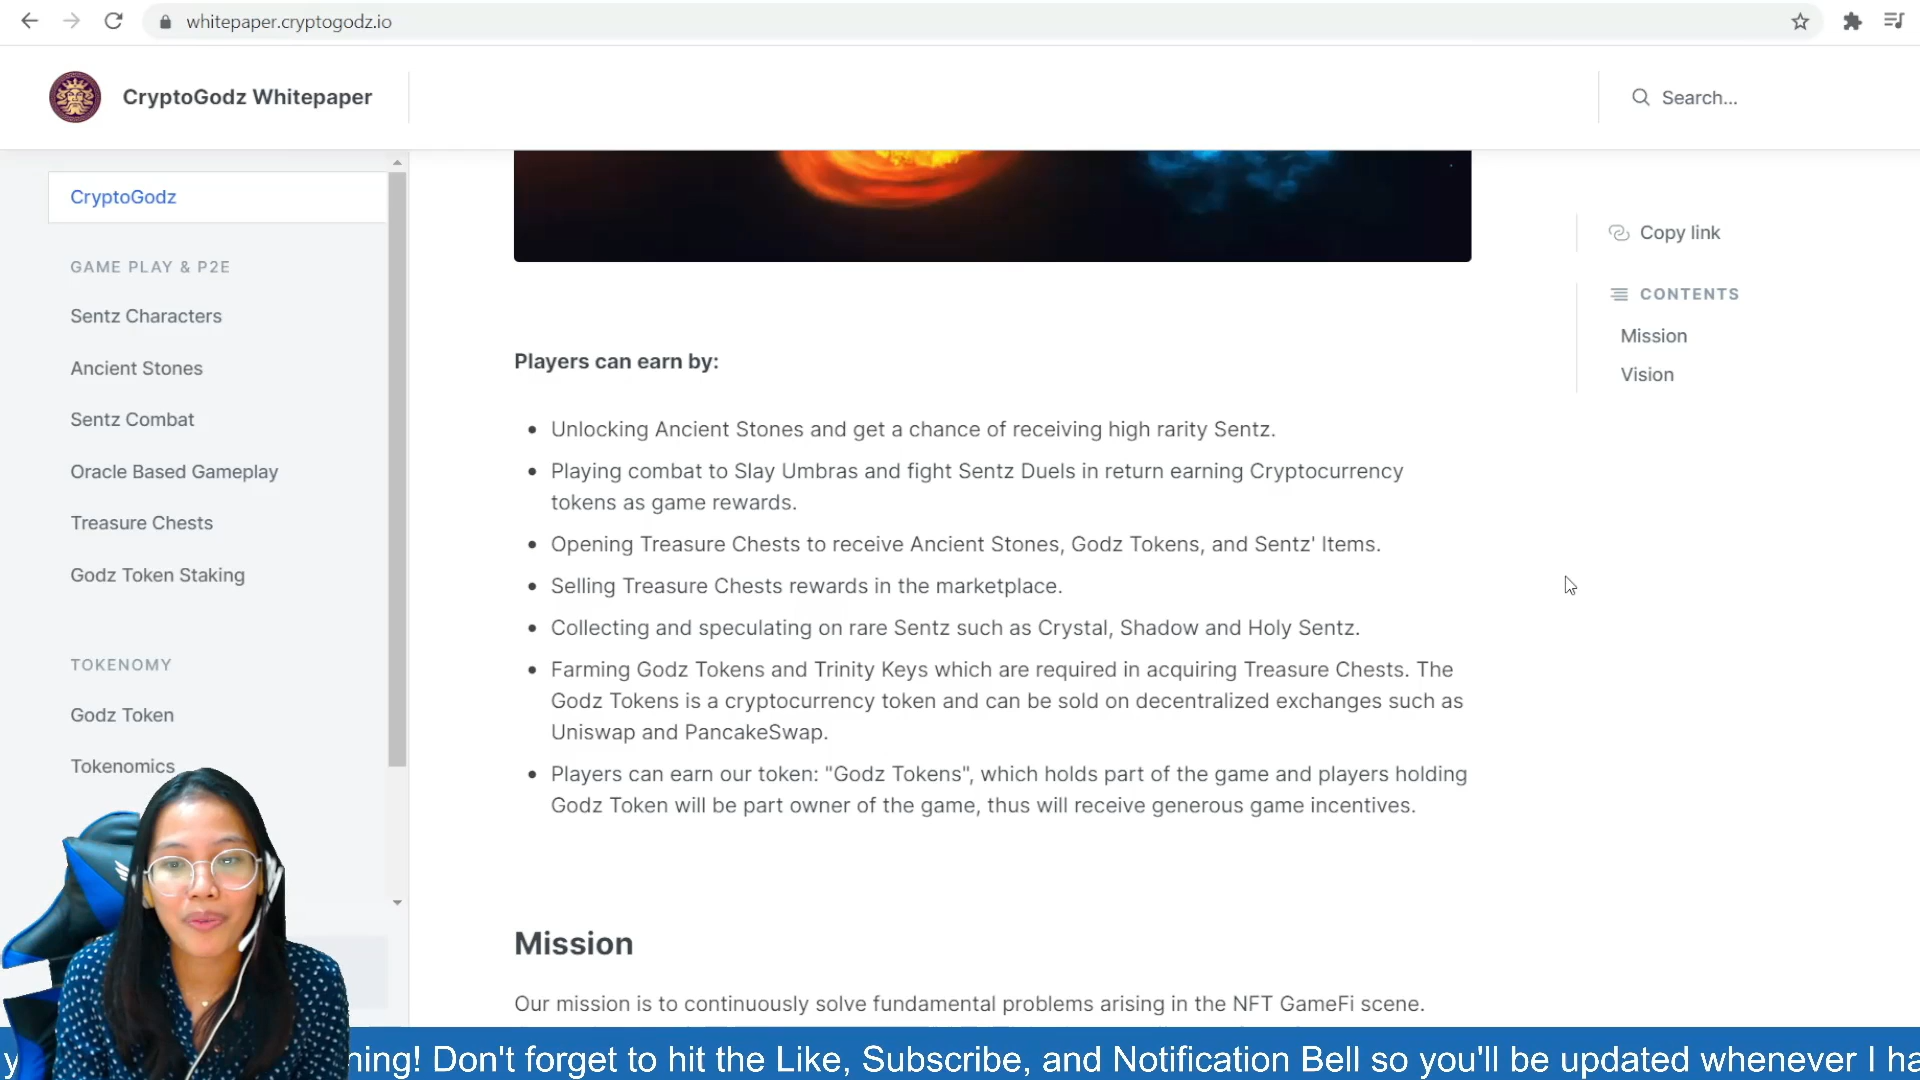 whitepaper.cryptogodz.io
CryptoGodz Whitepaper
Search...
CryptoGodz
GAME PLAY & P2E
Sentz Characters
Ancient Stones
Sentz Combat
Oracle Based Gameplay
Treasure Chests
Godz Token Staking
TOKENOMY
Godz Token
Tokenomics
Players can earn by:
• Unlocking Ancient Stones and get a chance of receiving high rarity Sentz.
• Playing combat to Slay Umbras and fight Sentz Duels in return earning Cryptocurrency
tokens as game rewards.
• Opening Treasure Chests to receive Ancient Stones, Godz Tokens, and Sentz' Items.
• Selling Treasure Chests rewards in the marketplace.
• Collecting and speculating on rare Sentz such as Crystal, Shadow and Holy Sentz.
• Farming Godz Tokens and Trinity Keys which are required in acquiring Treasure Chests. The
Godz Tokens is a cryptocurrency token and can be sold on decentralized exchanges such as
Uniswap and PancakeSwap.
• Players can earn our token: "Godz Tokens", which holds part of the game and players holding
Godz Token will be part owner of the game, thus will receive generous game incentives.
Mission
Our mission is to continuously solve fundamental problems arising in the NFT GameFi scene.
Copy link
CONTENTS
Mission
Vision
y hing! Don't forget to hit the Like, Subscribe, and Notification Bell so you'll be updated whenever I ha